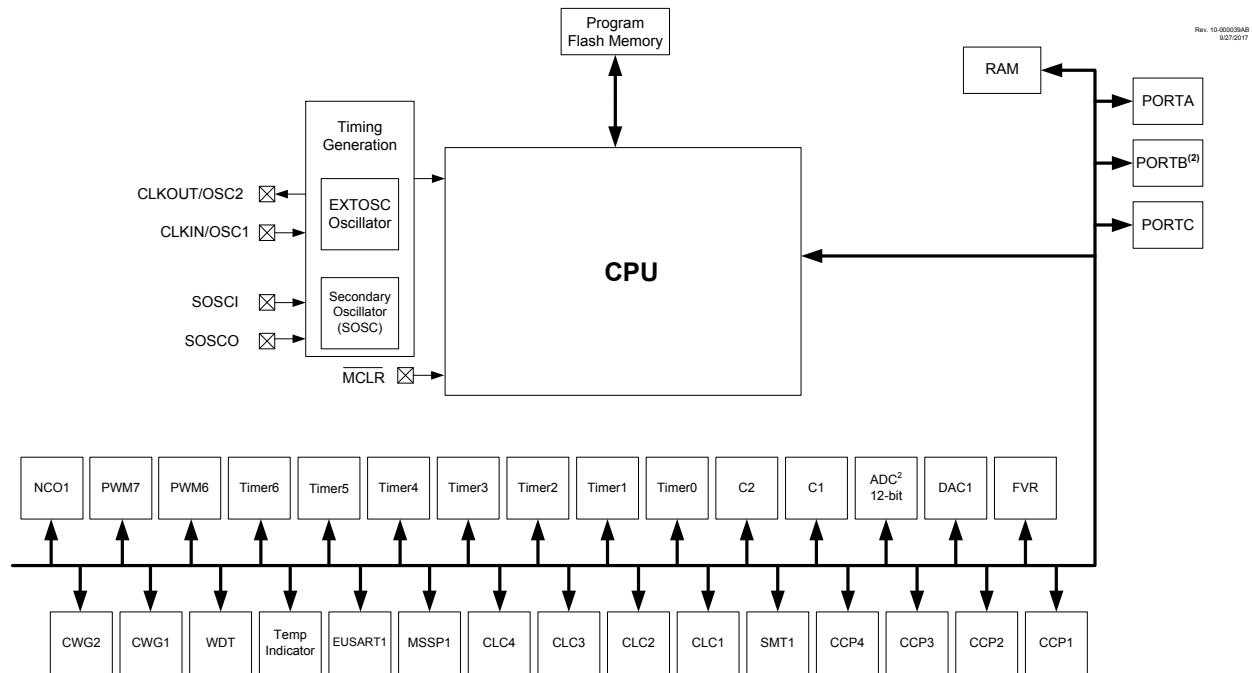 Program
Flash Memory
Rev. 10-000039AB
9/27/2017
RAM
PORTA
Timing
Generation
PORTB(2)
CLKOUT/OSC2
EXTOSC
Oscillator
CLKIN/OSC1
PORTC
CPU
SOSCI
Secondary
Oscillator
(SOSC)
SOSCO
MCLR
NCO1
PWM7
PWM6
Timer6
Timer5
Timer4
Timer3
Timer2
Timer1
Timer0
C2
C1
ADC2
12-bit
DAC1
FVR
CWG2
CWG1
WDT
Temp
Indicator
EUSART1
MSSP1
CLC4
CLC3
CLC2
CLC1
SMT1
CCP4
CCP3
CCP2
CCP1